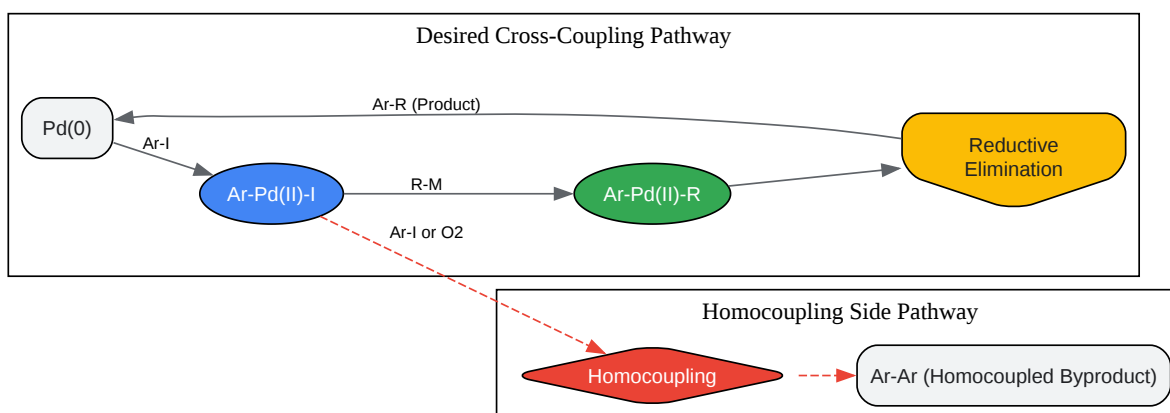 Desired Cross-Coupling Pathway
Ar-R (Product)
Pd(0)
Ar-I
Reductive
Elimination
Ar-Pd(II)-I
R-M
Ar-Pd(II)-R
Ar-I or O2
Homocoupling Side Pathway
Homocoupling
Ar-Ar (Homocoupled Byproduct)